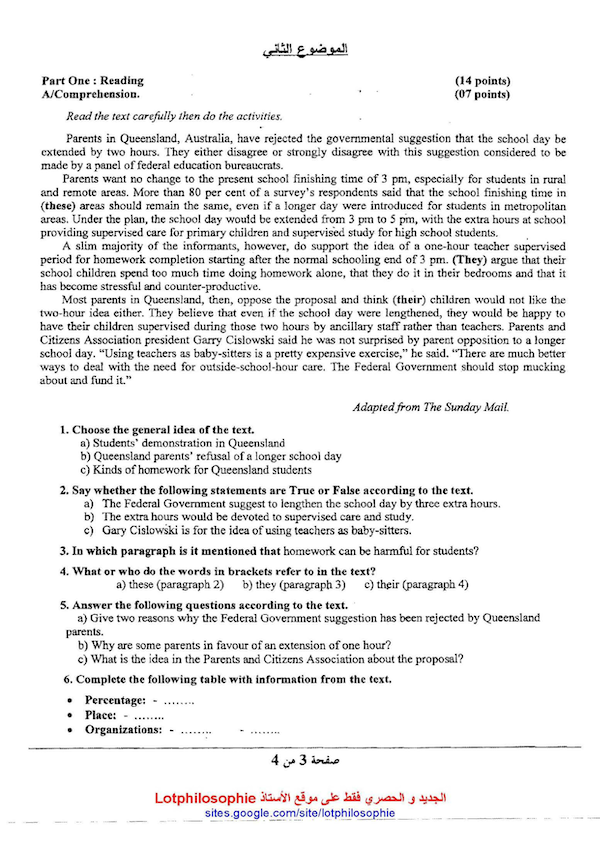 الموضوع الثاني
Part One : Reading (14 points)
A/Comprehension. (07 points)
Read the text carefully then do the activities.
Parents in Queensland, Australia, have rejected the governmental suggestion that the school day be
extended by two hours. They either disagree or strongly disagree with this suggestion considered to be
made by a panel of federal education bureaucrats.
Parents want no change to the present school finishing time of 3 pm, especially for students in rural
and remote areas. More than 80 per cent of a survey's respondents said that the school finishing time in
(these) areas should remain the same, even if a longer day were introduced for students in metropolitan
areas. Under the plan, the school day would be extended from 3 pm to 5 pm, with the extra hours at school
providing supervised care for primary children and supervised study for high school students.
A slim majority of the informants, however, do support the idea of a one-hour teacher supervised
period for homework completion starting after the normal schooling end of 3 pm. (They) argue that their
school children spend too much time doing homework alone, that they do it in their bedrooms and that it
has become stressful and counter-productive.
Most parents in Queensland, then, oppose the proposal and think (their) children would not like the
two-hour idea either. They believe that even if the school day were lengthened, they would be happy to
have their children supervised during those two hours by ancillary staff rather than teachers. Parents and
Citizens Association president Garry Cislowski said he was not surprised by parent opposition to a longer
school day. “Using teachers as baby-sitters is a pretty expensive exercise,” he said. “There are much better
ways to deal with the need for outside-school-hour care. The Federal Government should stop mucking
about and fund it.”
Adapted from The Sunday Mail.
1. Choose the general idea of the text.
a) Students' demonstration in Queensland
b) Queensland parents' refusal of a longer school day
c) Kinds of homework for Queensland students
2. Say whether the following statements are True or False according to the text.
a) The Federal Government suggest to lengthen the school day by three extra hours.
b) The extra hours would be devoted to supervised care and study.
c) Gary Cislowski is for the idea of using teachers as baby-sitters.
3. In which paragraph is it mentioned that homework can be harmful for students?
4. What or who do the words in brackets refer to in the text?
a) these (paragraph 2) b) they (paragraph 3) c) their (paragraph 4)
5. Answer the following questions according to the text.
a) Give two reasons why the Federal Government suggestion has been rejected by Queensland
parents.
b) Why are some parents in favour of an extension of one hour?
c) What is the idea in the Parents and Citizens Association about the proposal?
6. Complete the following table with information from the text.
• Percentage: - ........
• Place: - ........
• Organizations: - ........ - ........
صفحة 3 من 4
الجديد و الحصري فقط على موقع الأستاذ Lotphilosophie
sites.google.com/site/lotphilosophie